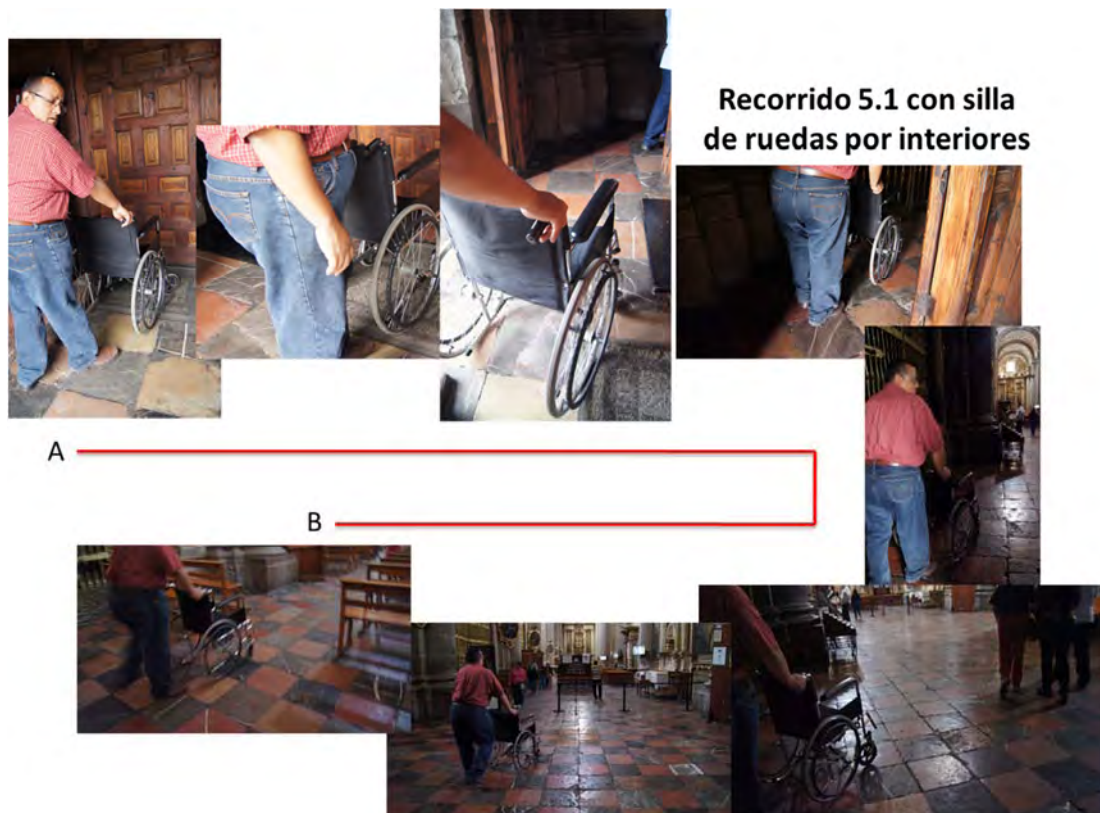 Recorrido 5.1 con silla
de ruedas por interiores
A
B